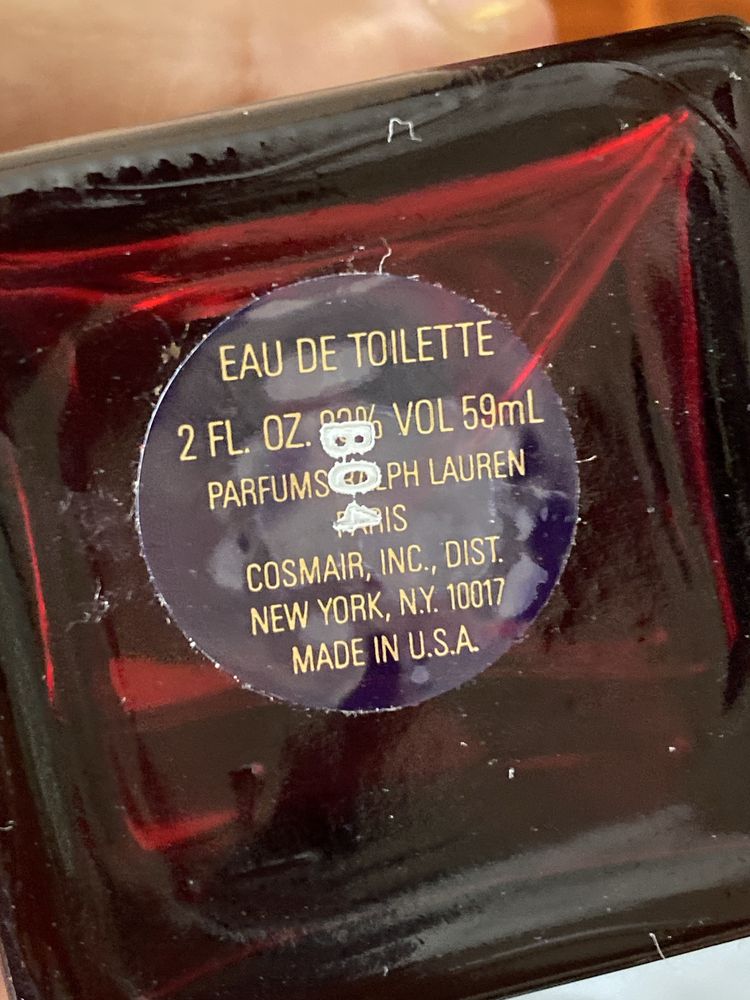 EAU DE TOILETTE
2 FL. OZ. VOL 59mL
PARFUMS RALPH LAUREN
PARIS
COSMAIR, INC., DIST.
NEW YORK, N.Y. 10017
MADE IN U.S.A.